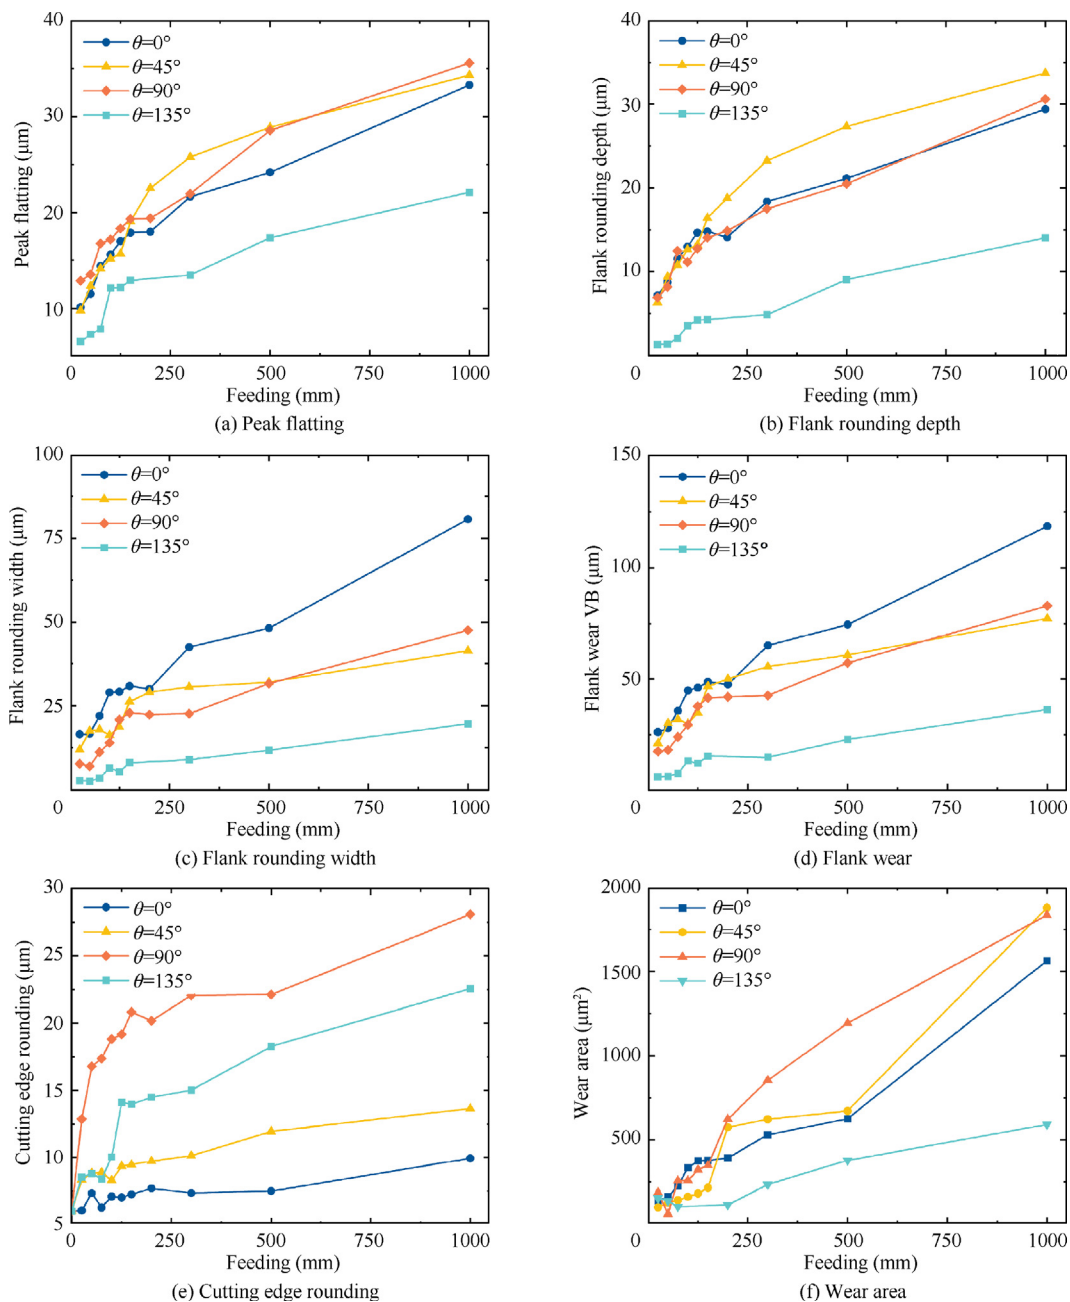 40
30
20
10
Peak flatting (μm)
θ=0°
θ=45°
θ=90°
θ=135°
0 250 500 750 1000
Feeding (mm)
(a) Peak flatting
40
30
20
10
Flank rounding depth (μm)
θ=0°
θ=45°
θ=90°
θ=135°
0 250 500 750 1000
Feeding (mm)
(b) Flank rounding depth
100
75
50
25
Flank rounding width (μm)
θ=0°
θ=45°
θ=90°
θ=135°
0 250 500 750 1000
Feeding (mm)
(c) Flank rounding width
150
100
50
Flank wear VB (μm)
θ=0°
θ=45°
θ=90°
θ=135°
0 250 500 750 1000
Feeding (mm)
(d) Flank wear
30
25
20
15
10
5
Cutting edge rounding (μm)
θ=0°
θ=45°
θ=90°
θ=135°
0 250 500 750 1000
Feeding (mm)
(e) Cutting edge rounding
2000
1500
1000
500
Wear area (μm²)
θ=0°
θ=45°
θ=90°
θ=135°
0 250 500 750 1000
Feeding (mm)
(f) Wear area